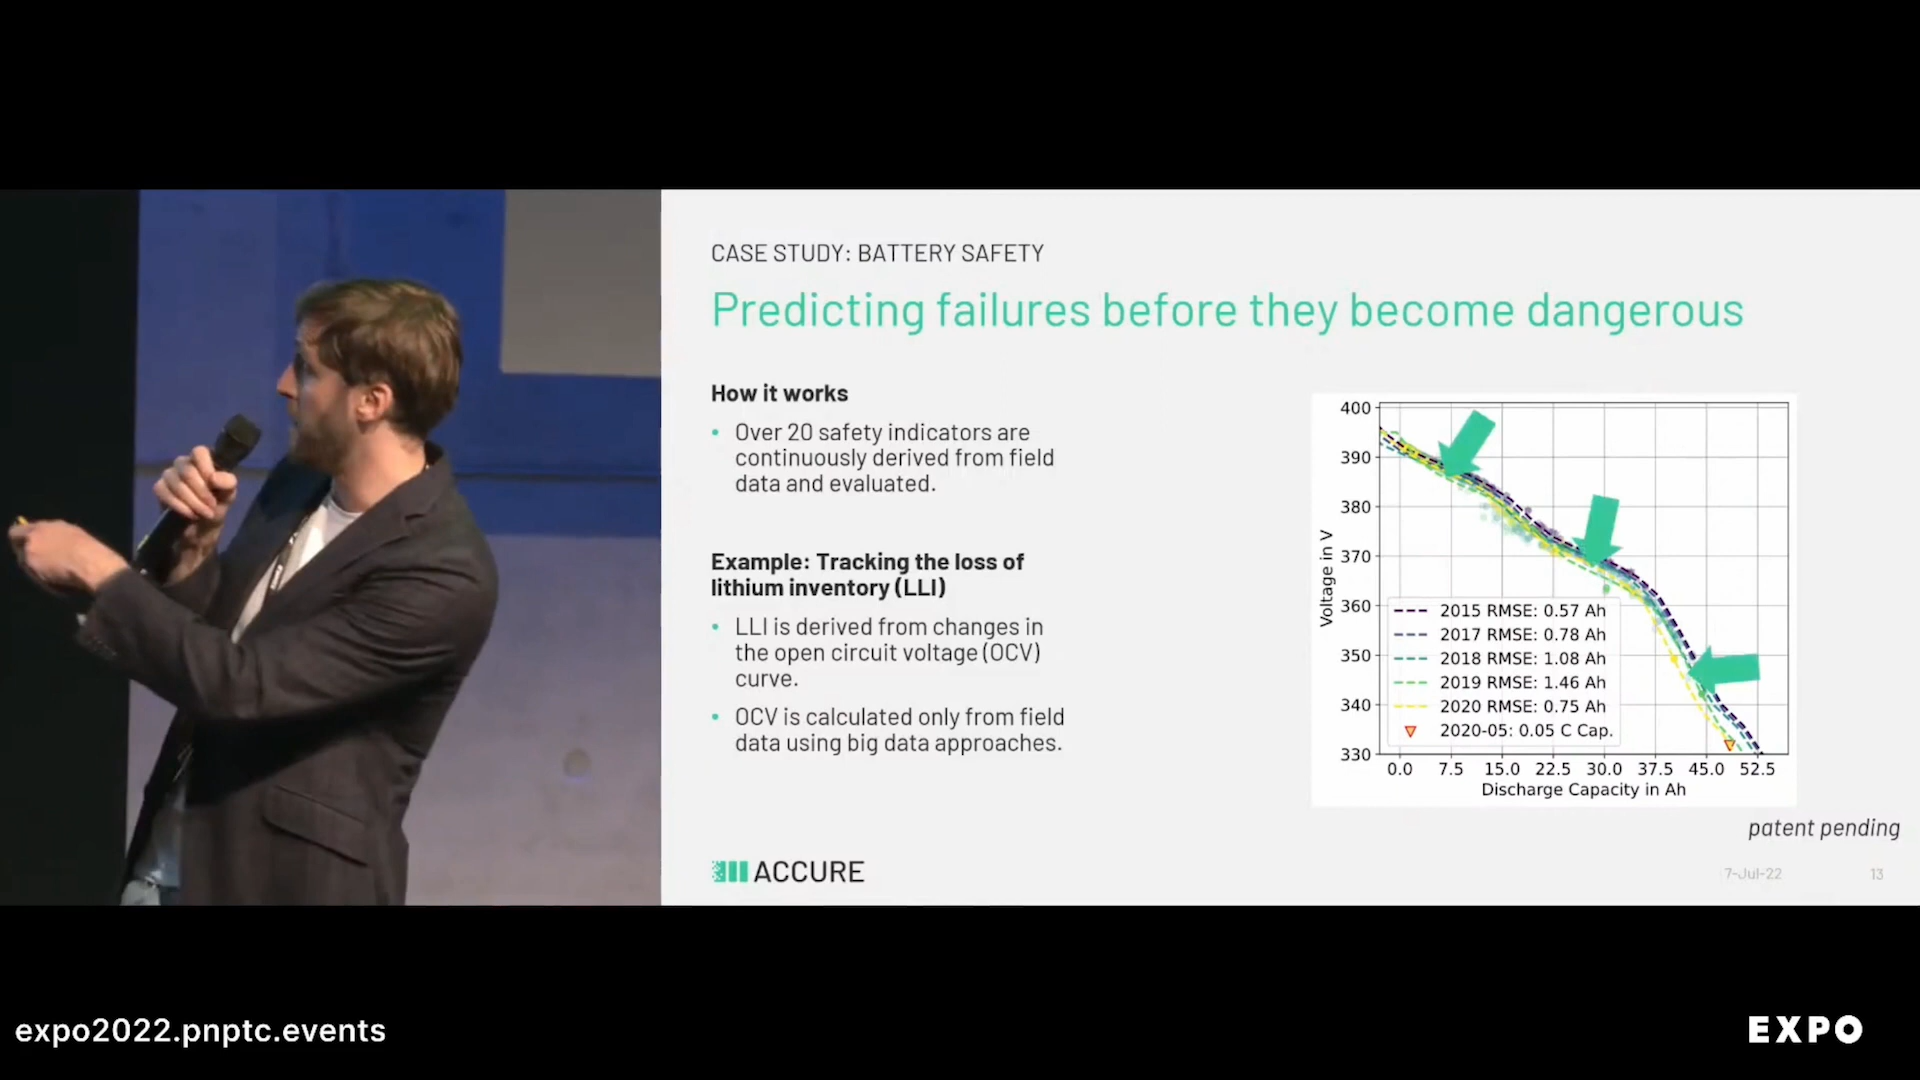 CASE STUDY: BATTERY SAFETY
Predicting failures before they become dangerous
How it works
• Over 20 safety indicators are
continuously derived from field
data and evaluated.
Example: Tracking the loss of
lithium inventory (LLI)
• LLI is derived from changes in
the open circuit voltage (OCV)
curve.
• OCV is calculated only from field
data using big data approaches.
400
390
380
370
360
350
340
330
Voltage in V
2015 RMSE: 0.57 Ah
2017 RMSE: 0.78 Ah
2018 RMSE: 1.08 Ah
2019 RMSE: 1.46 Ah
2020 RMSE: 0.75 Ah
2020-05: 0.05 C Cap.
0.0 7.5 15.0 22.5 30.0 37.5 45.0 52.5
Discharge Capacity in Ah
patent pending
ACCURE
7-Jul-22 13
expo2022.pnptc.events
EXPO